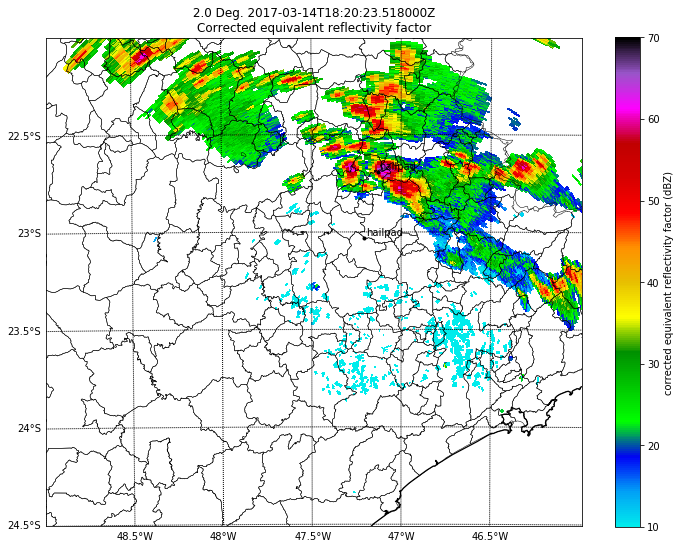 2.0 Deg. 2017-03-14T18:20:23.518000Z
Corrected equivalent reflectivity factor
22.5°S
23°S
23.5°S
24°S
24.5°S
48.5°W
48°W
47.5°W
47°W
46.5°W
hailpad
70
60
50
40
30
20
10
corrected equivalent reflectivity factor (dBZ)